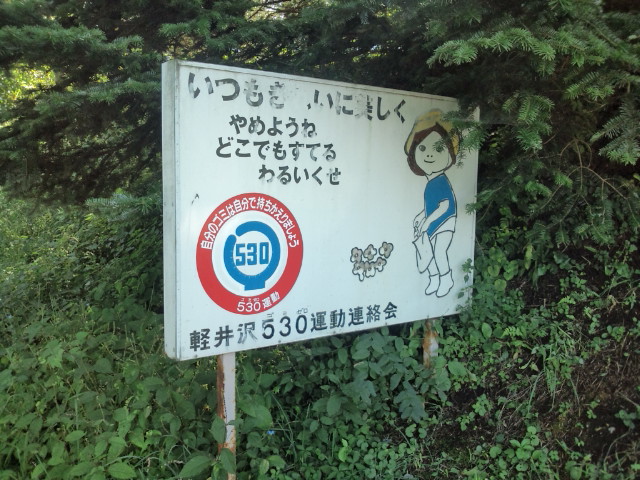 いつもき いに美しく
やめようね
どこでもすてる
わるいくせ
自分のゴミは自分で持ちかえりましょう
530
530運動
軽井沢530運動連絡会